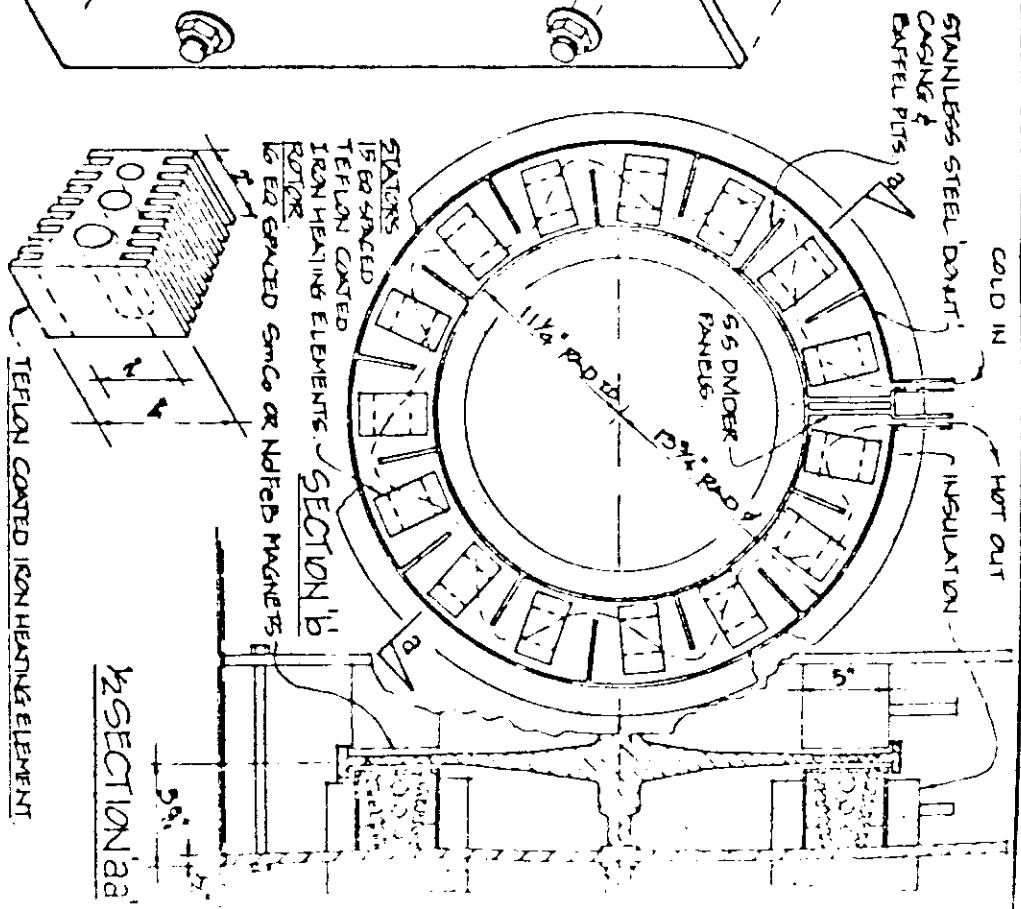 STAINLESS STEEL 'DONUT'
CASING &
BAFFEL PLTS
a
COLD IN
HOT OUT
INSULATION
S S DIVIDER
PANELS
STATORS
15 EQ SPACED
TEFLON COATED
IRON HEATING ELEMENTS.
ROTOR
16 EQ SPACED SmCo OR NdFeB MAGNETS
SECTION 'b'
a
5"
½ SECTION 'aa'
2"
4"
TEFLON COATED IRON HEATING ELEMENT